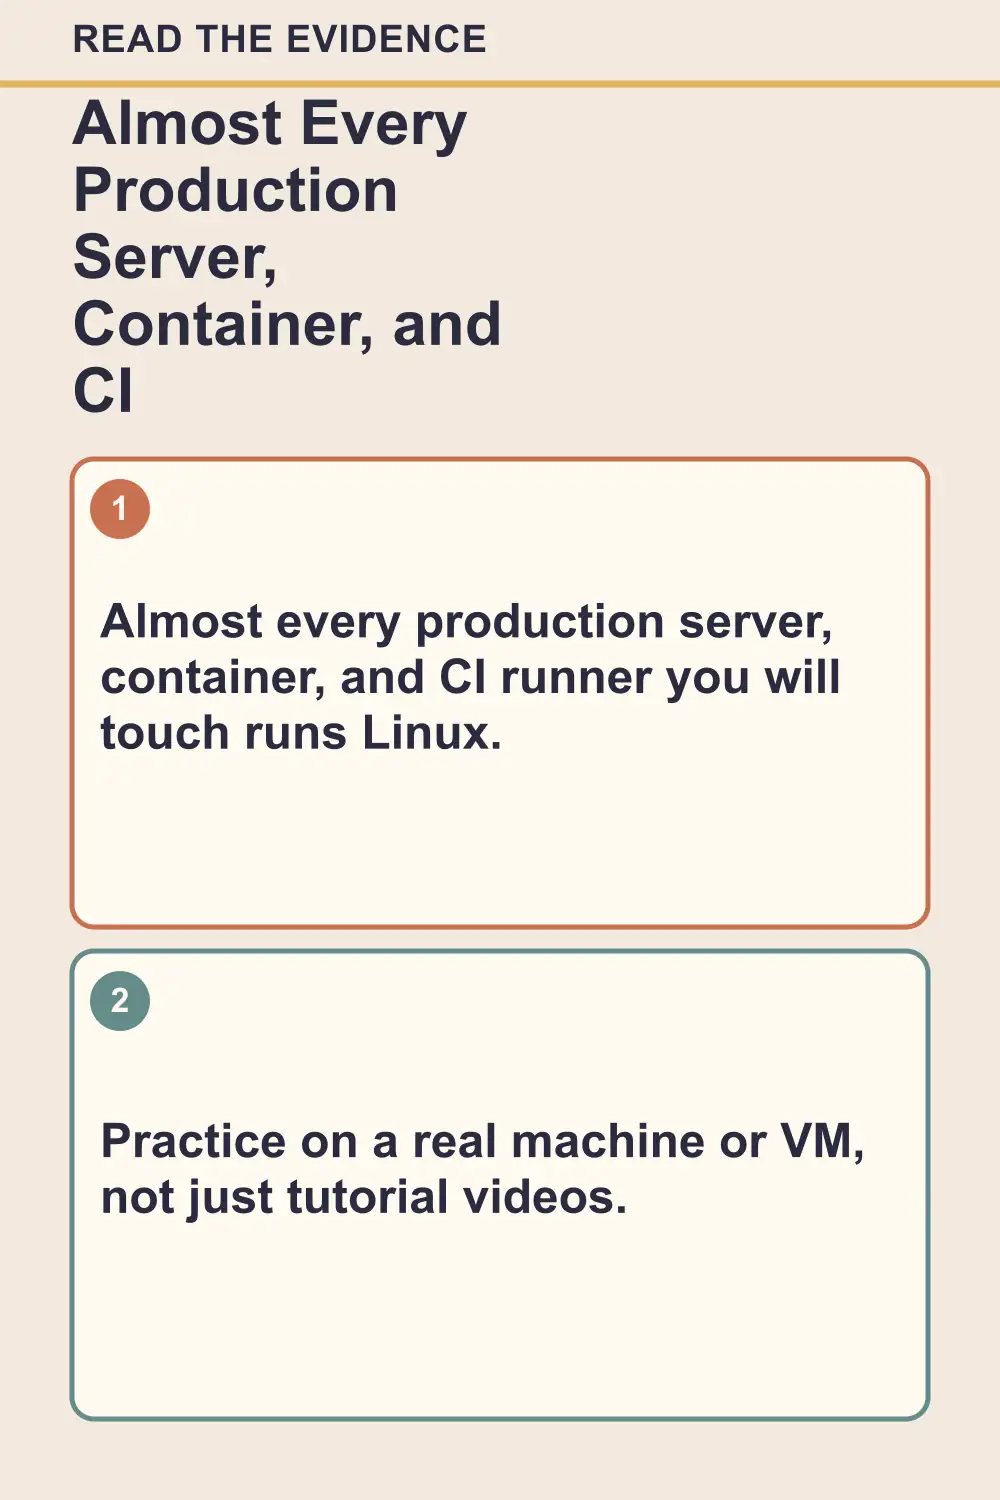 READ THE EVIDENCE
Almost Every
Production
Server,
Container, and
CI
1
Almost every production server,
container, and CI runner you will
touch runs Linux.
2
Practice on a real machine or VM,
not just tutorial videos.